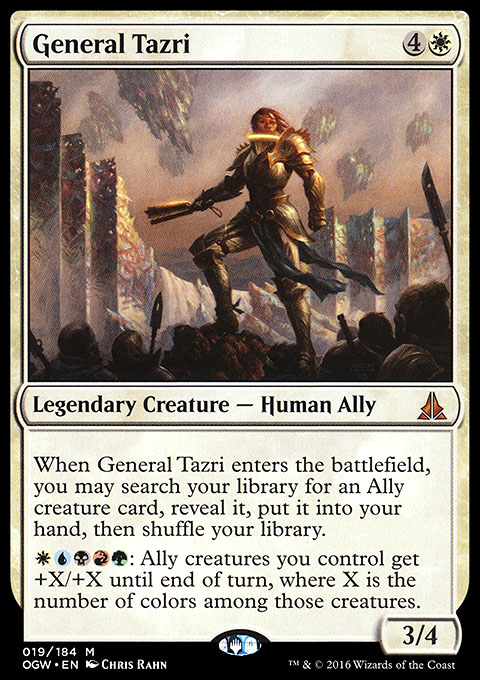 General Tazri 4
Legendary Creature — Human Ally
When General Tazri enters the battlefield,
you may search your library for an Ally
creature card, reveal it, put it into your
hand, then shuffle your library.
: Ally creatures you control get
+X/+X until end of turn, where X is the
number of colors among those creatures.
3/4
019/184 M
OGW • EN Chris Rahn
™ & © 2016 Wizards of the Coast